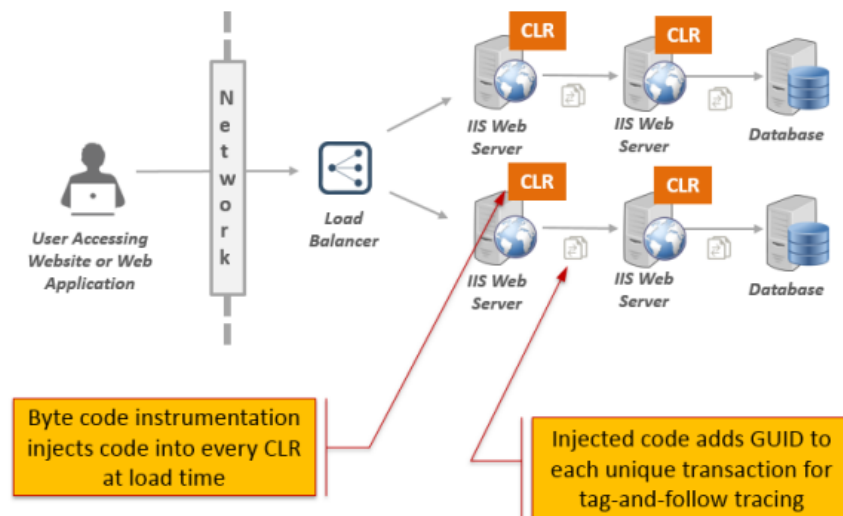 CLR
CLR
IIS Web
Server
IIS Web
Server
Database
Network
CLR
CLR
User Accessing
Website or Web
Application
Load
Balancer
IIS Web
Server
IIS Web
Server
Database
Byte code instrumentation
injects code into every CLR
at load time
Injected code adds GUID to
each unique transaction for
tag-and-follow tracing